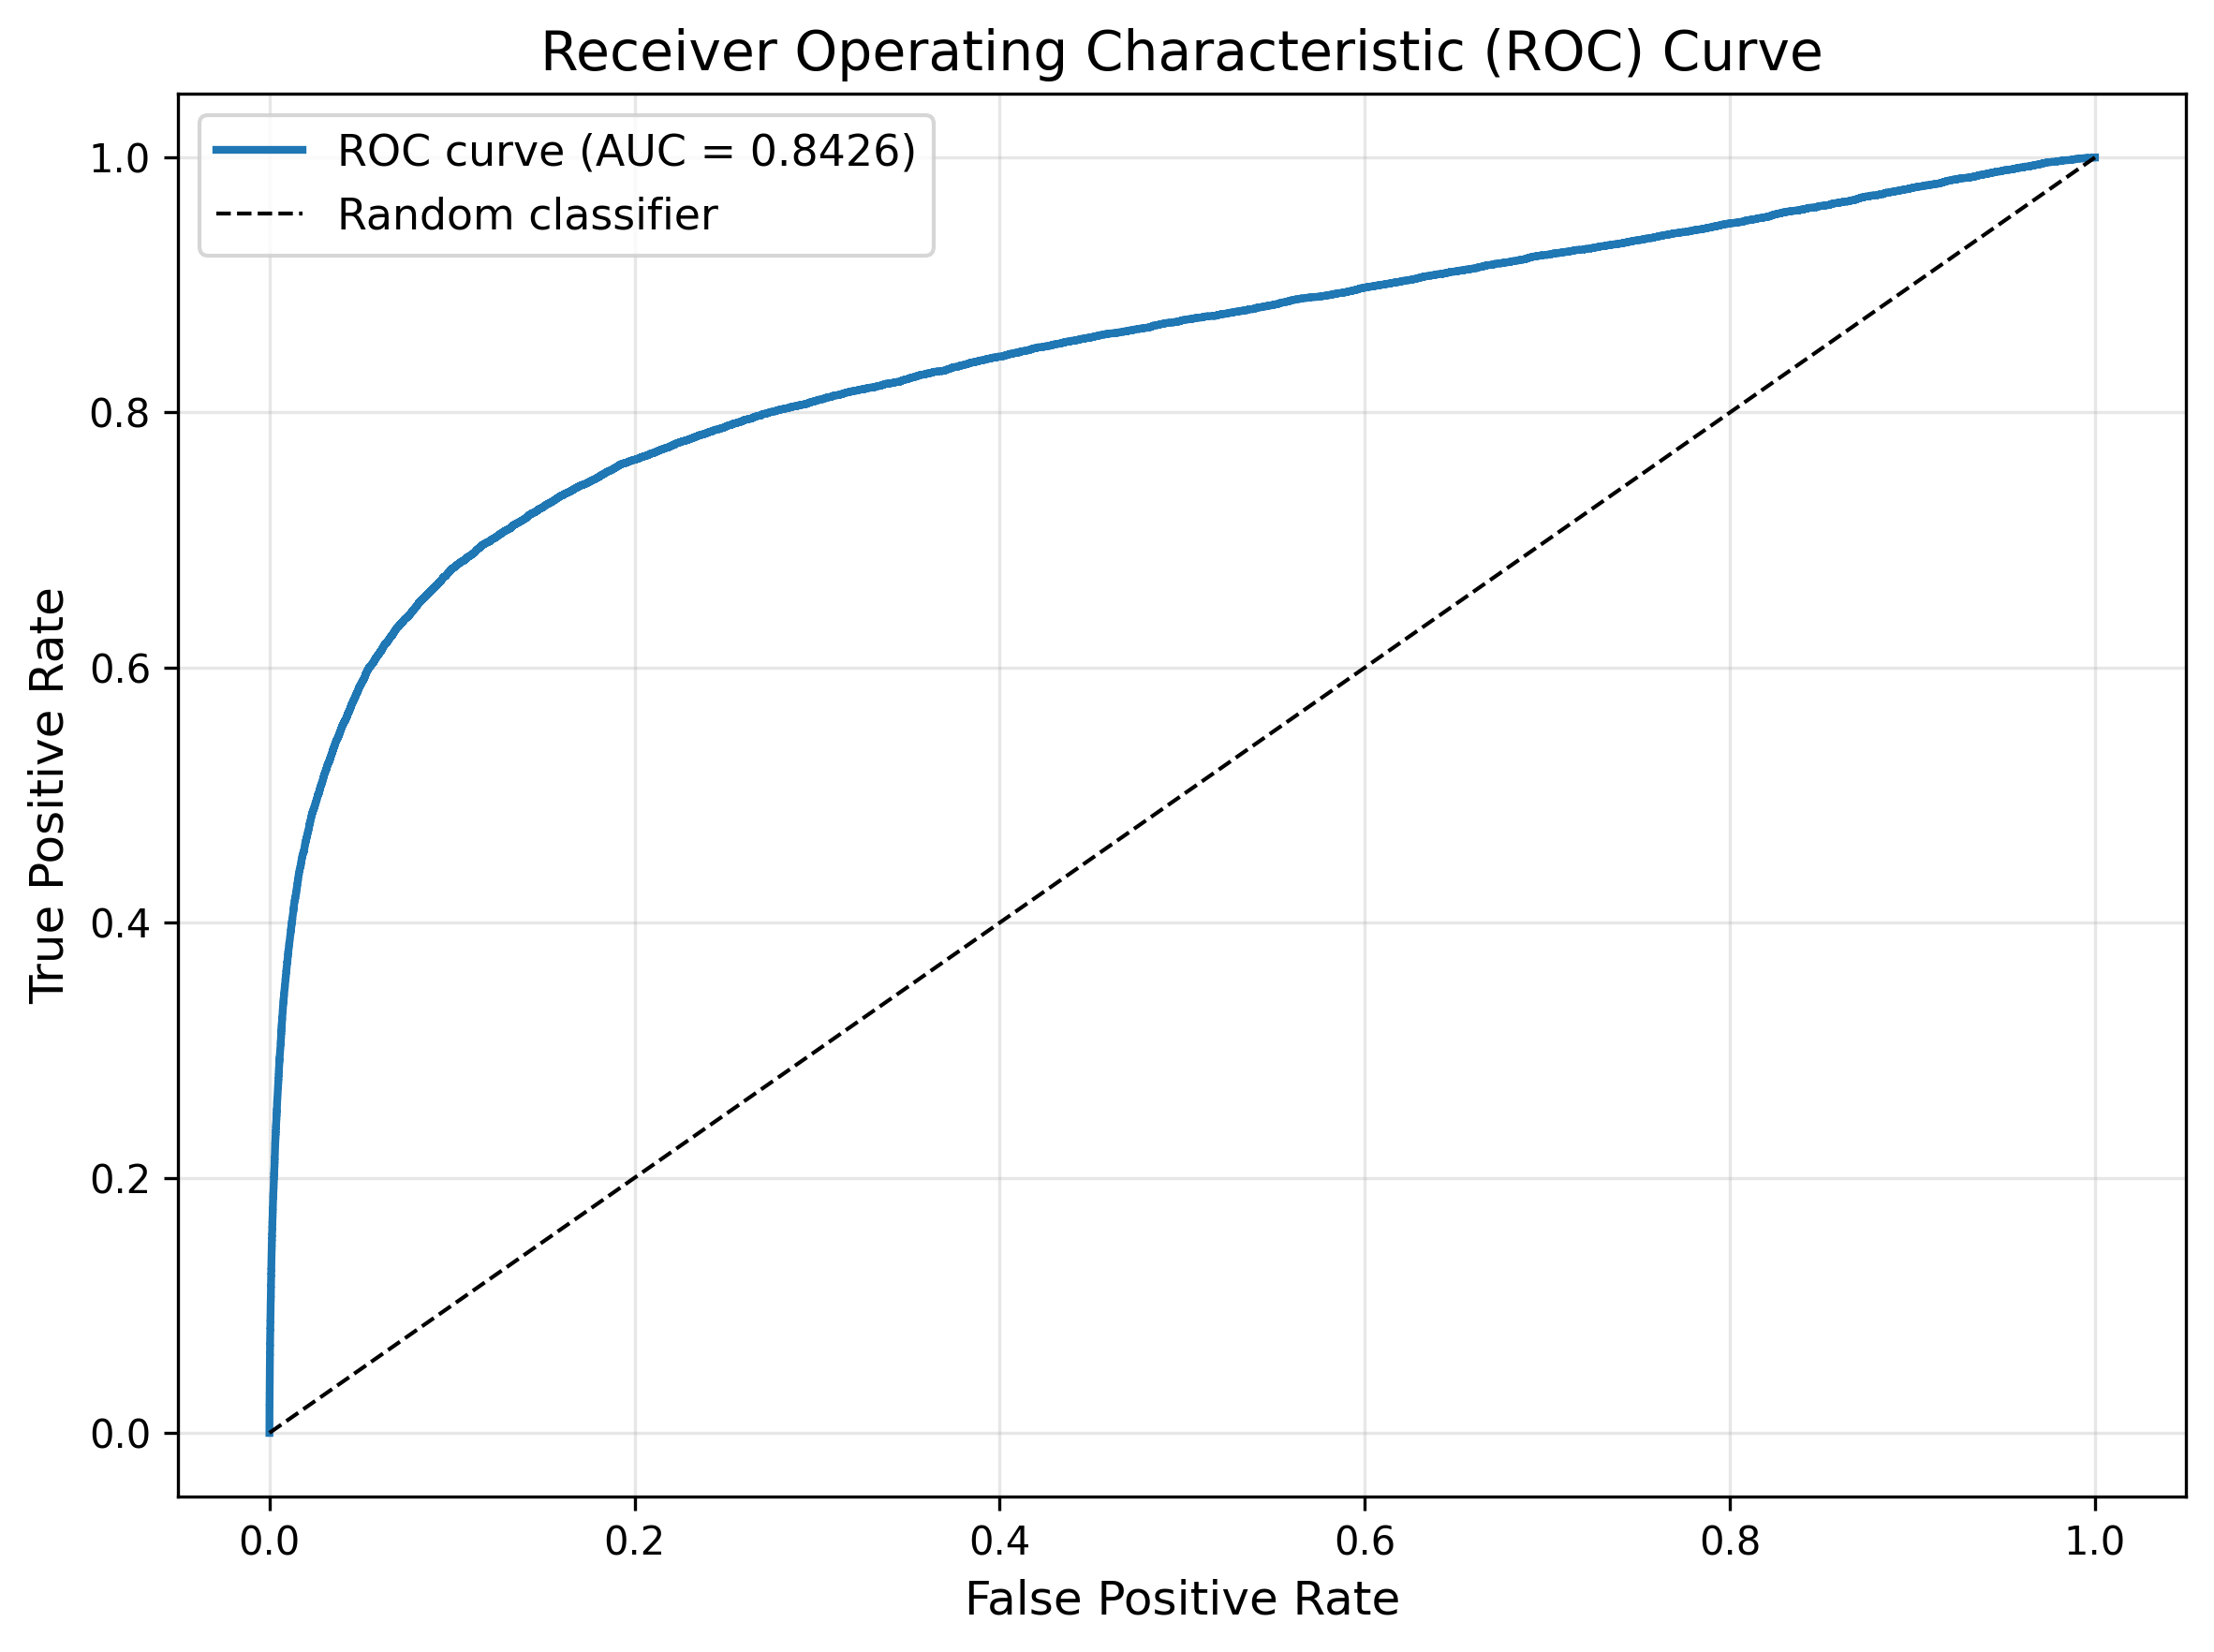 Receiver Operating Characteristic (ROC) Curve
ROC curve (AUC = 0.8426)
Random classifier
1.0
0.8
0.6
0.4
0.2
0.0
True Positive Rate
0.0 0.2 0.4 0.6 0.8 1.0
False Positive Rate